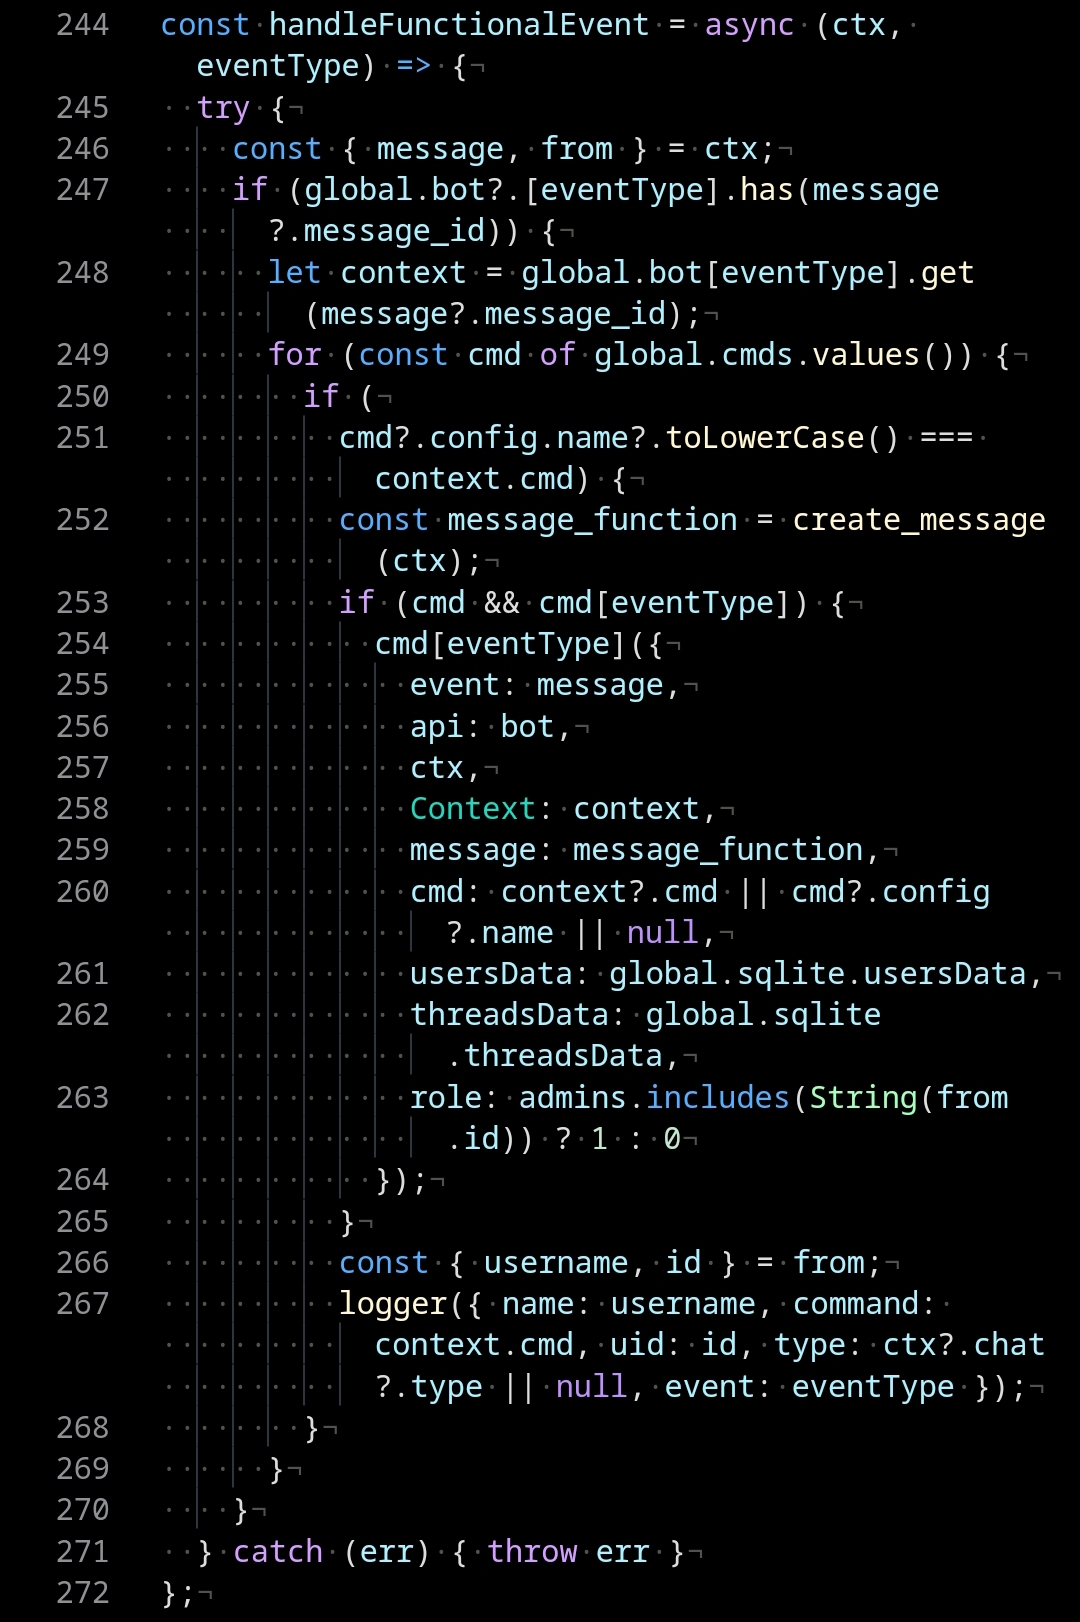 244 const handleFunctionalEvent = async (ctx,
eventType) => {¬
245 try {¬
246 const { message, from } = ctx;¬
247 if (global.bot?.[eventType].has(message
?.message_id)) {¬
248 let context = global.bot[eventType].get
(message?.message_id);¬
249 for (const cmd of global.cmds.values()) {¬
250 if (¬
251 cmd?.config.name?.toLowerCase() ===
context.cmd) {¬
252 const message_function = create_message
(ctx);¬
253 if (cmd && cmd[eventType]) {¬
254 cmd[eventType]({¬
255 event: message,¬
256 api: bot,¬
257 ctx,¬
258 Context: context,¬
259 message: message_function,¬
260 cmd: context?.cmd || cmd?.config
?.name || null,¬
261 usersData: global.sqlite.usersData,¬
262 threadsData: global.sqlite
.threadsData,¬
263 role: admins.includes(String(from
.id)) ? 1 : 0¬
264 });¬
265 }¬
266 const { username, id } = from;¬
267 logger({ name: username, command:
context.cmd, uid: id, type: ctx?.chat
?.type || null, event: eventType });¬
268 }¬
269 }¬
270 }¬
271 } catch (err) { throw err }¬
272 };¬